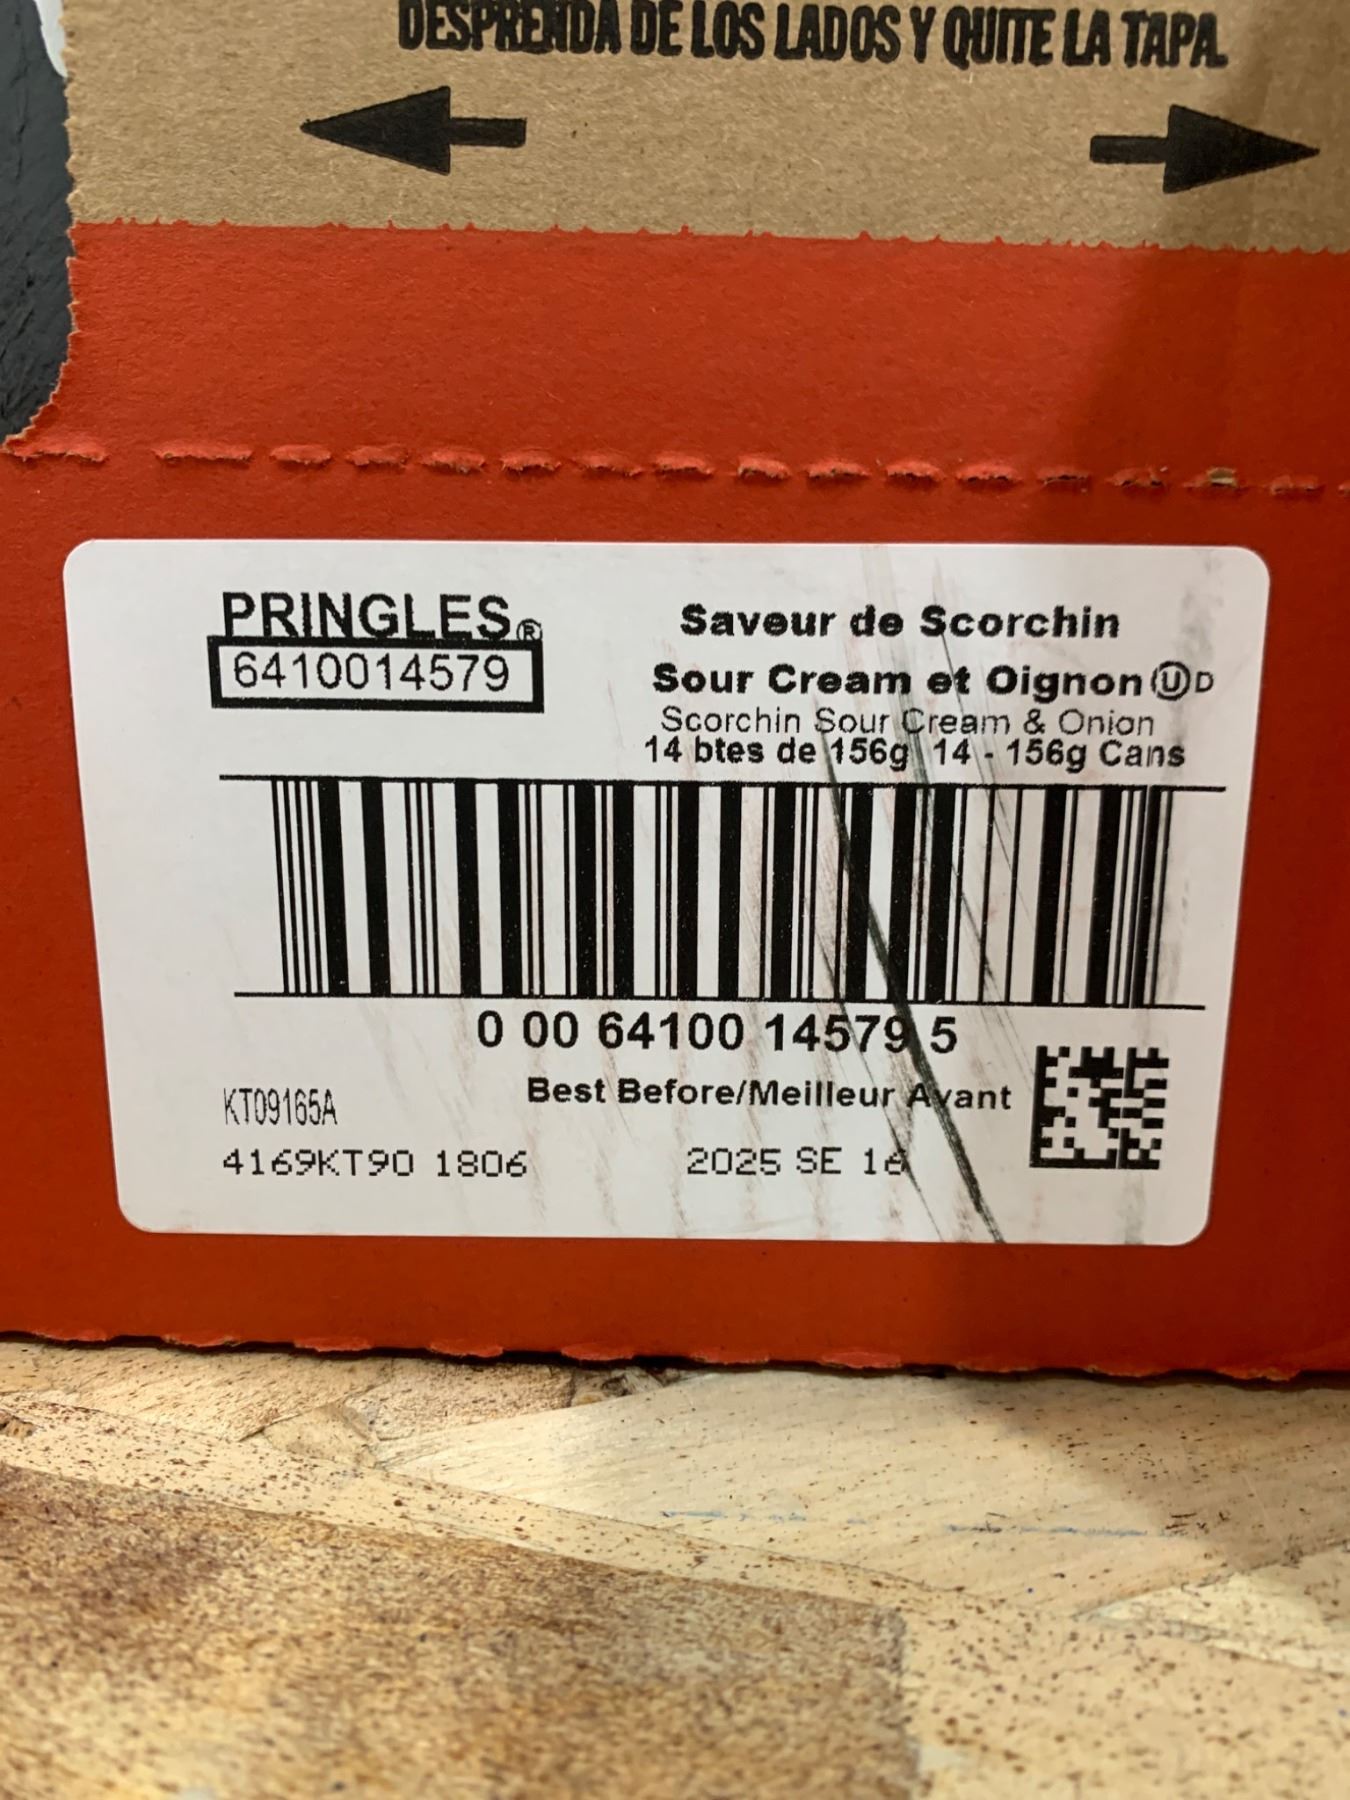 DESPRENDA DE LOS LADOS Y QUITE LA TAPA.
PRINGLES®
6410014579
Saveur de Scorchin
Sour Cream et Oignon Ⓤ D
Scorchin Sour Cream & Onion
14 btes de 156g 14 - 156g Cans
0 00 64100 14579 5
Best Before/Meilleur Avant
KT09165A
4169KT90 1806
2025 SE 16